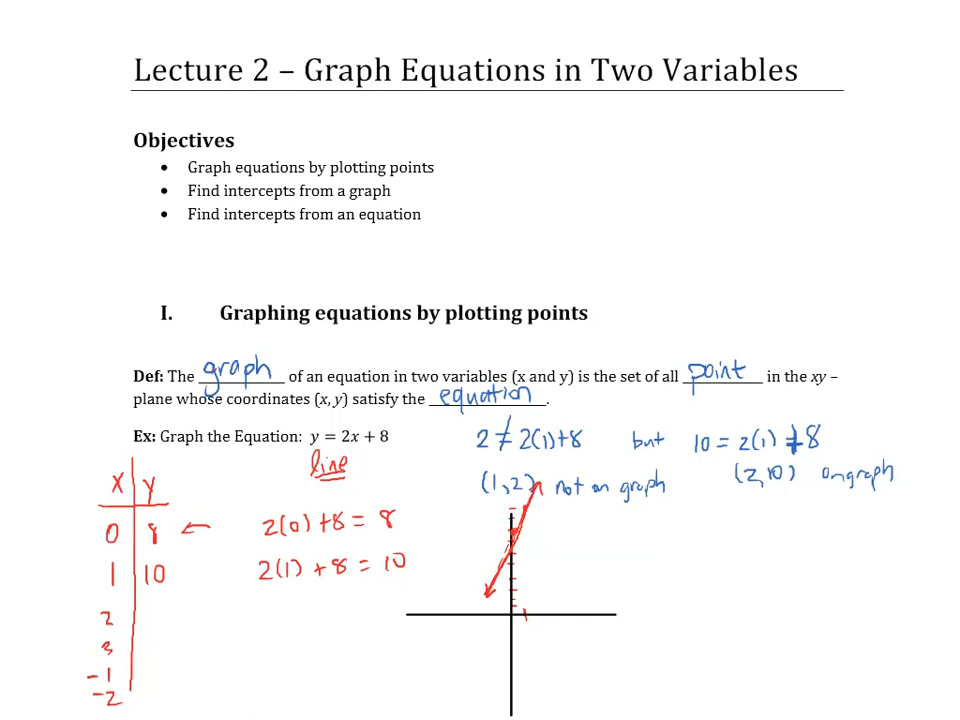 Lecture 2 – Graph Equations in Two Variables
Objectives
• Graph equations by plotting points
• Find intercepts from a graph
• Find intercepts from an equation
I. Graphing equations by plotting points
Def: The graph of an equation in two variables (x and y) is the set of all point in the xy –
plane whose coordinates (x, y) satisfy the equation.
Ex: Graph the Equation: y = 2x + 8
2 ≠ 2(1)+8 but 10 = 2(1)+8
line
(1,2) not on graph
(2,10) on graph
X Y
0 8 ← 2(0)+8 = 8
1 10 2(1)+8 = 10
2
3
-1
-2
1